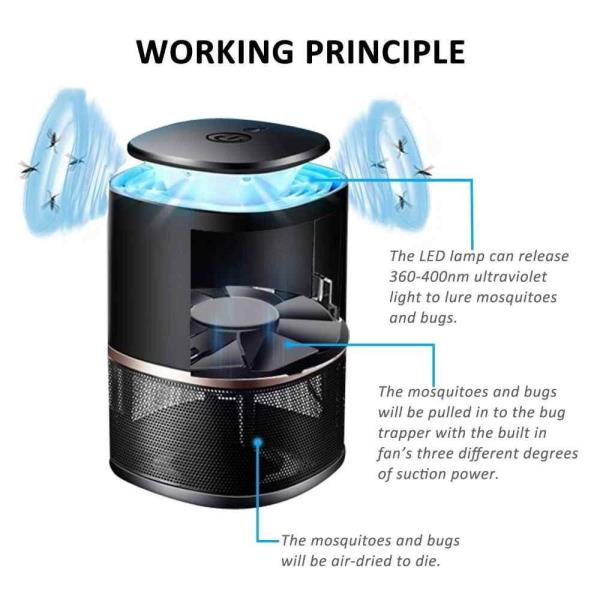 WORKING PRINCIPLE
The LED lamp can release
360-400nm ultraviolet
light to lure mosquitoes
and bugs.
The mosquitoes and bugs
will be pulled in to the bug
trapper with the built in
fan's three different degrees
of suction power.
The mosquitoes and bugs
will be air-dried to die.